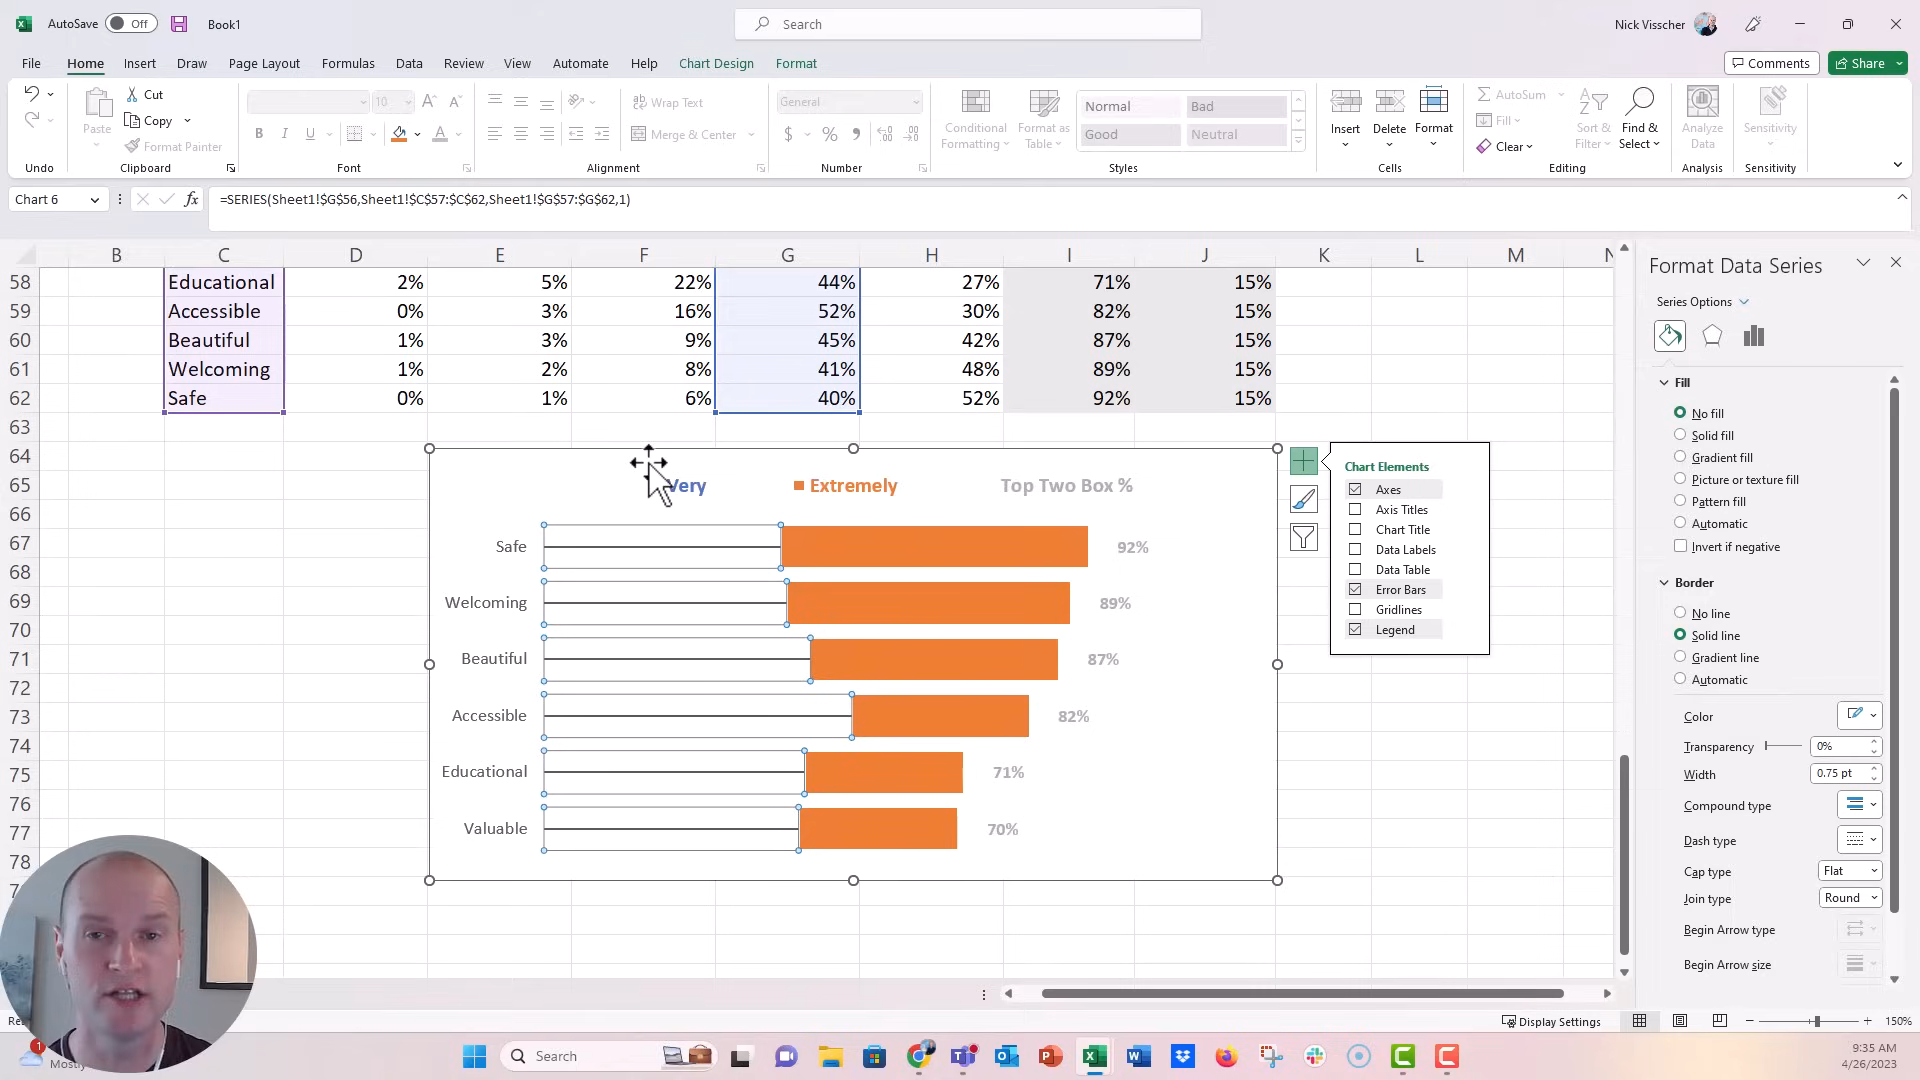 AutoSave Off Book1 Search Nick Visscher
File Home Insert Draw Page Layout Formulas Data Review View Automate Help Chart Design Format Comments Share
Cut
Copy
Format Painter
Paste
10
General
Wrap Text
Merge & Center
Conditional Formatting
Format as Table
Normal Bad
Good Neutral
Insert Delete Format
AutoSum
Fill
Clear
Sort & Filter
Find & Select
Analyze Data
Sensitivity
Undo Clipboard Font Alignment Number Styles Cells Editing Analysis Sensitivity
Chart 6 fx =SERIES(Sheet1!$G$56,Sheet1!$C$57:$C$62,Sheet1!$G$57:$G$62,1)
B C D E F G H I J K L M N
58 Educational 2% 5% 22% 44% 27% 71% 15%
59 Accessible 0% 3% 16% 52% 30% 82% 15%
60 Beautiful 1% 3% 9% 45% 42% 87% 15%
61 Welcoming 1% 2% 8% 41% 48% 89% 15%
62 Safe 0% 1% 6% 40% 52% 92% 15%
63
64
65
66
67
68
69
70
71
72
73
74
75
76
77
78
Very Extremely Top Two Box %
Safe 92%
Welcoming 89%
Beautiful 87%
Accessible 82%
Educational 71%
Valuable 70%
Chart Elements
Axes
Axis Titles
Chart Title
Data Labels
Data Table
Error Bars
Gridlines
Legend
Format Data Series
Series Options
Fill
No fill
Solid fill
Gradient fill
Picture or texture fill
Pattern fill
Automatic
Invert if negative
Border
No line
Solid line
Gradient line
Automatic
Color
Transparency 0%
Width 0.75 pt
Compound type
Dash type
Cap type Flat
Join type Round
Begin Arrow type
Begin Arrow size
Display Settings 150%
1
Search
9:35 AM
4/26/2023